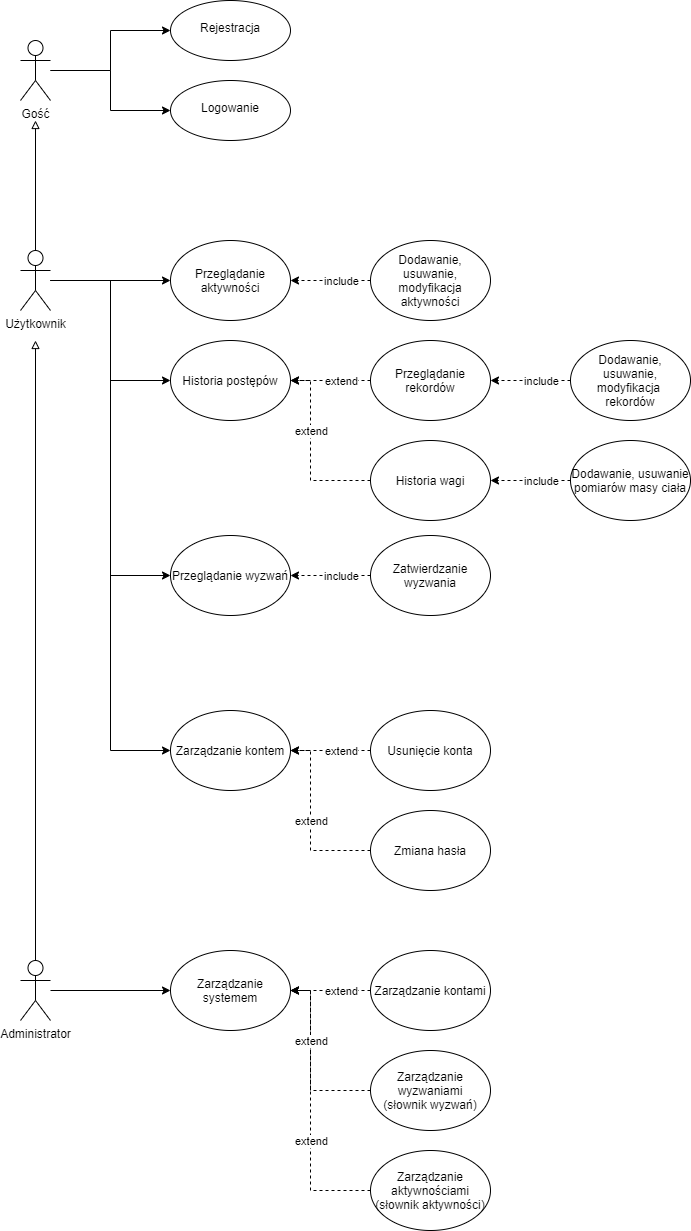 Rejestracja
Gość
Logowanie
Użytkownik
Przeglądanie
aktywności
include
Dodawanie,
usuwanie,
modyfikacja
aktywności
Historia postępów
extend
Przeglądanie
rekordów
include
Dodawanie,
usuwanie,
modyfikacja
rekordów
extend
Historia wagi
include
Dodawanie, usuwanie
pomiarów masy ciała
Przeglądanie wyzwań
include
Zatwierdzanie
wyzwania
Zarządzanie kontem
extend
Usunięcie konta
extend
Zmiana hasła
Administrator
Zarządzanie
systemem
extend
Zarządzanie kontami
extend
Zarządzanie
wyzwaniami
(słownik wyzwań)
extend
Zarządzanie
aktywnościami
(słownik aktywności)